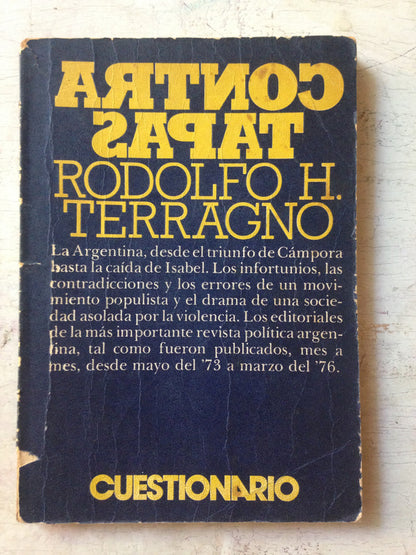 CONTRA
TAPAS
RODOLFO H.
TERRAGNO
La Argentina, desde el triunfo de Cámpora
hasta la caída de Isabel. Los infortunios, las
contradicciones y los errores de un movi-
miento populista y el drama de una socie-
dad asolada por la violencia. Los editoriales
de la más importante revista política argen-
tina, tal como fueron publicados, mes a
mes, desde mayo del '73 a marzo del '76.
CUESTIONARIO